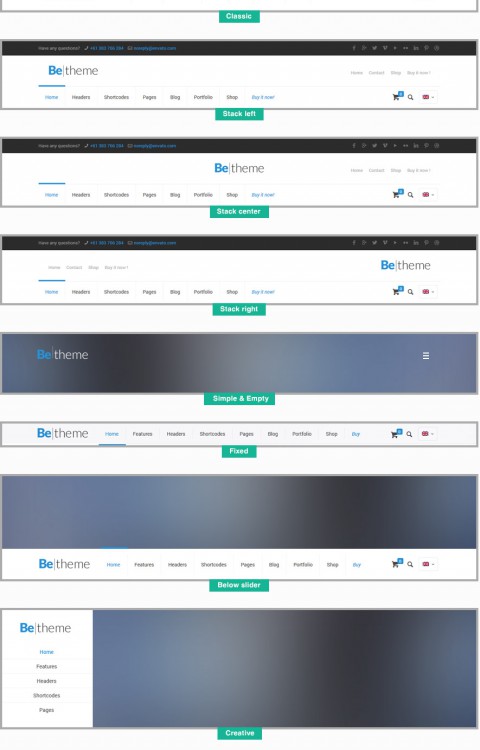 Classic
Have any questions? +61 383 766 284 noreply@envato.com
Be|theme
Home Contact Shop Buy it now !
Home Headers Shortcodes Pages Blog Portfolio Shop Buy it now!
Stack left
Have any questions? +61 383 766 284 noreply@envato.com
Be|theme
Home Contact Shop Buy it now !
Home Headers Shortcodes Pages Blog Portfolio Shop Buy it now!
Stack center
Have any questions? +61 383 766 284 noreply@envato.com
Home Contact Shop Buy it now !
Be|theme
Home Headers Shortcodes Pages Blog Portfolio Shop Buy it now!
Stack right
Be|theme
Simple & Empty
Be|theme Home Features Headers Shortcodes Pages Blog Portfolio Shop Buy
Fixed
Be|theme Home Features Headers Shortcodes Pages Blog Portfolio Shop Buy
Below slider
Be|theme
Home
Features
Headers
Shortcodes
Pages
Creative